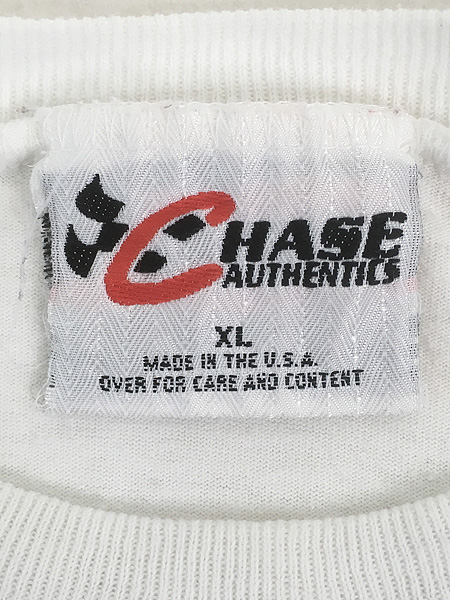 CHASE
AUTHENTICS
XL
MADE IN THE U.S.A.
OVER FOR CARE AND CONTENT